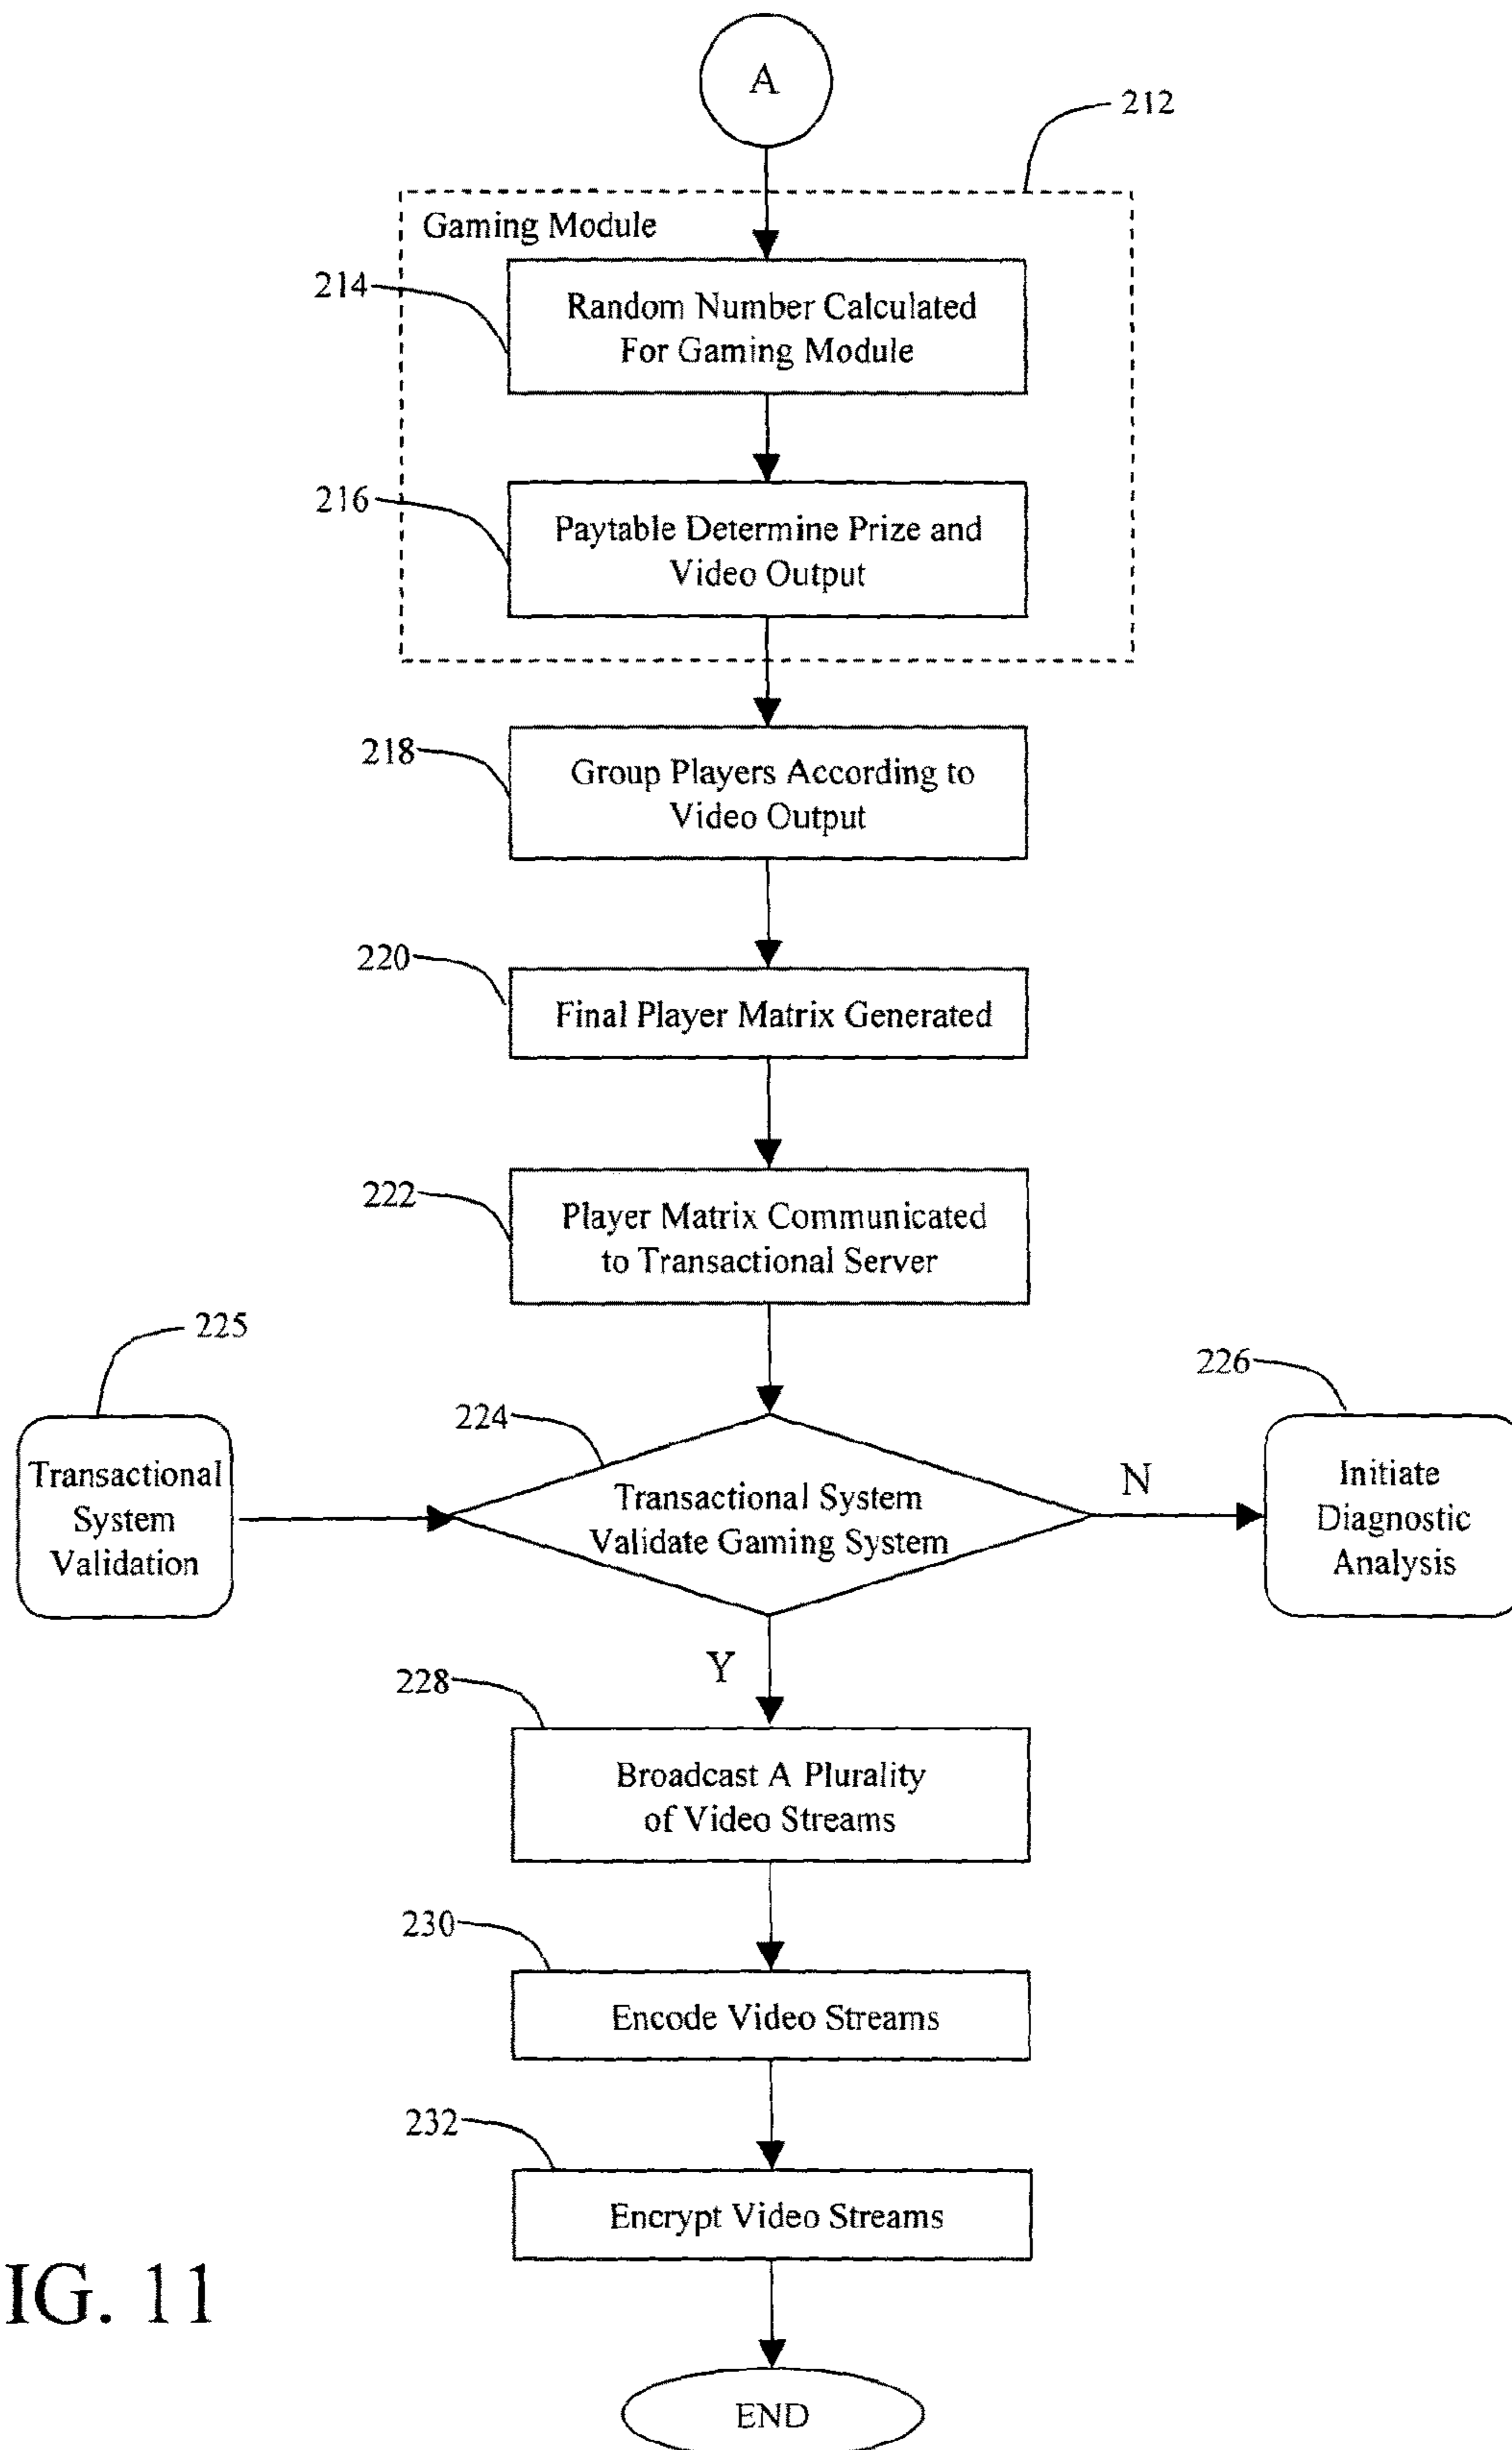 A
212
Gaming Module
214
Random Number Calculated
For Gaming Module
216
Paytable Determine Prize and
Video Output
218
Group Players According to
Video Output
220
Final Player Matrix Generated
222
Player Matrix Communicated
to Transactional Server
225
Transactional
System
Validation
224
Transactional System
Validate Gaming System
N
226
Initiate
Diagnostic
Analysis
Y
228
Broadcast A Plurality
of Video Streams
230
Encode Video Streams
232
Encrypt Video Streams
IG. 11
END